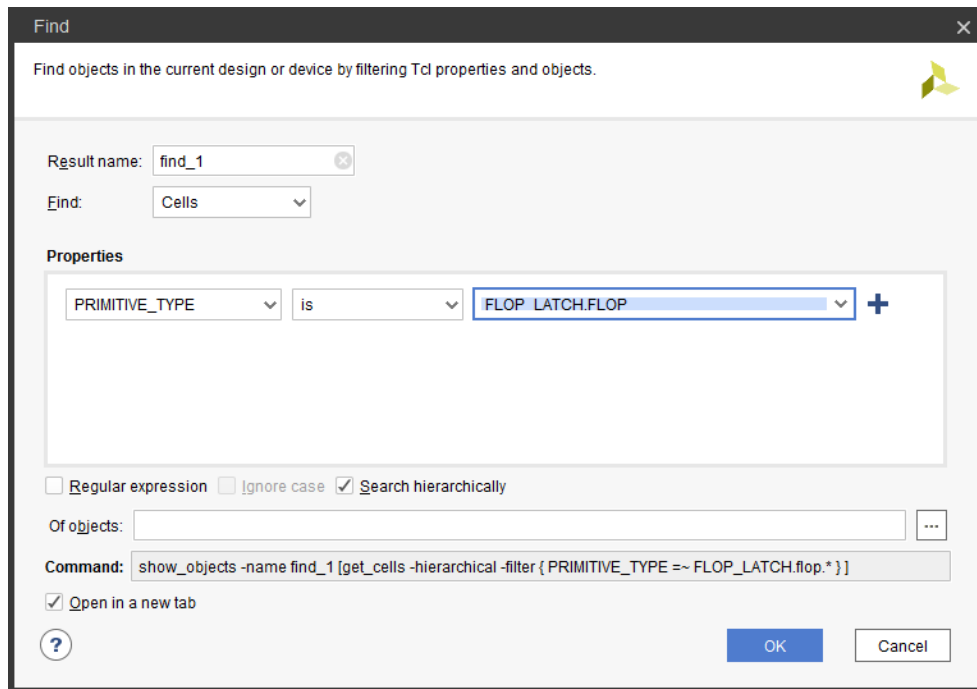 Find
Find objects in the current design or device by filtering Tcl properties and objects.
Result name: find_1
Find: Cells
Properties
PRIMITIVE_TYPE is FLOP_LATCH.FLOP
Regular expression Ignore case Search hierarchically
Of objects: ...
Command: show_objects -name find_1 [get_cells -hierarchical -filter { PRIMITIVE_TYPE =~ FLOP_LATCH.flop.* } ]
Open in a new tab
? OK Cancel